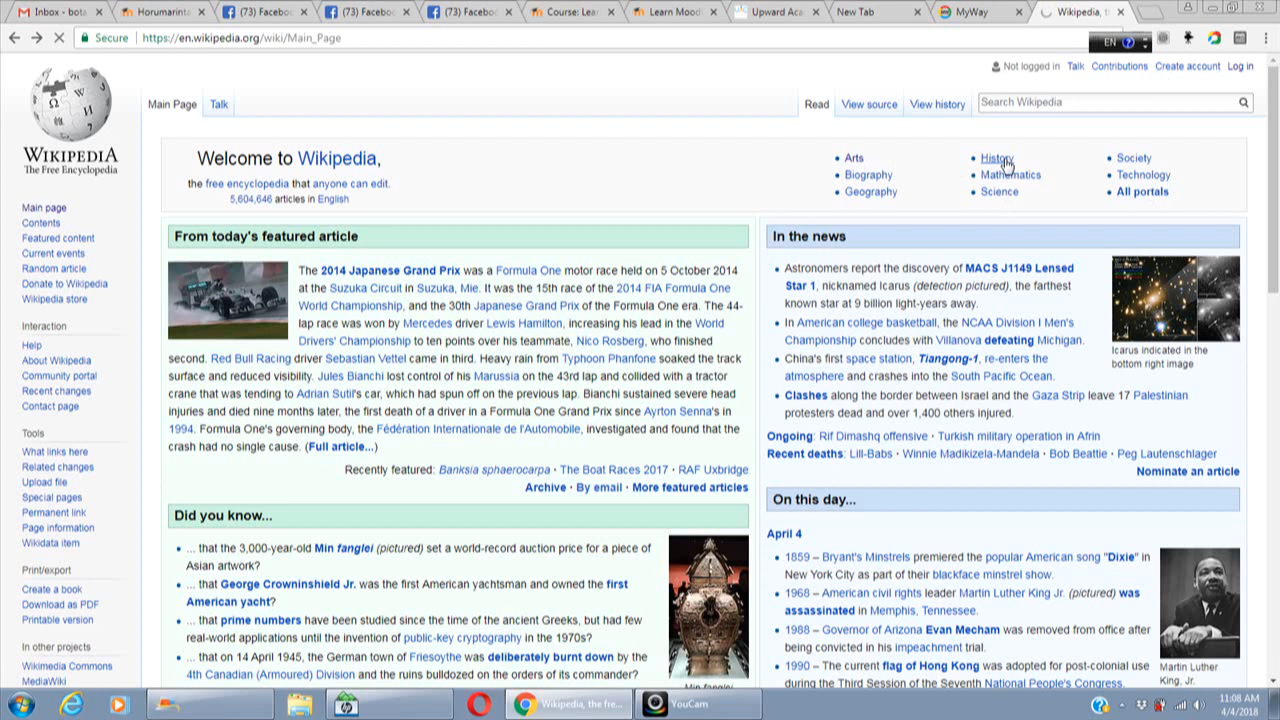 Inbox - bota
Horumarint
(73) Facebo
(73) Facebo
(73) Facebo
Course: Lea
Learn Mood
Upward Aca
New Tab
MyWay
Wikipedia, t
Secure
https://en.wikipedia.org/wiki/Main_Page
EN
Not logged in Talk Contributions Create account Log in
Main Page Talk
Read View source View history
Search Wikipedia
WIKIPEDIA
The Free Encyclopedia
Main page
Contents
Featured content
Current events
Random article
Donate to Wikipedia
Wikipedia store
Interaction
Help
About Wikipedia
Community portal
Recent changes
Contact page
Tools
What links here
Related changes
Upload file
Special pages
Permanent link
Page information
Wikidata item
Print/export
Create a book
Download as PDF
Printable version
In other projects
Wikimedia Commons
MediaWiki
Welcome to Wikipedia,
the free encyclopedia that anyone can edit.
5,604,646 articles in English
Arts
Biography
Geography
History
Mathematics
Science
Society
Technology
All portals
From today's featured article
The 2014 Japanese Grand Prix was a Formula One motor race held on 5 October 2014
at the Suzuka Circuit in Suzuka, Mie. It was the 15th race of the 2014 FIA Formula One
World Championship, and the 30th Japanese Grand Prix of the Formula One era. The 44-
lap race was won by Mercedes driver Lewis Hamilton, increasing his lead in the World
Drivers' Championship to ten points over his teammate, Nico Rosberg, who finished
second. Red Bull Racing driver Sebastian Vettel came in third. Heavy rain from Typhoon Phanfone soaked the track
surface and reduced visibility. Jules Bianchi lost control of his Marussia on the 43rd lap and collided with a tractor
crane that was tending to Adrian Sutil's car, which had spun off on the previous lap. Bianchi sustained severe head
injuries and died nine months later, the first death of a driver in a Formula One Grand Prix since Ayrton Senna's in
1994. Formula One's governing body, the Fédération Internationale de l'Automobile, investigated and found that the
crash had no single cause. (Full article...)
Recently featured: Banksia sphaerocarpa · The Boat Races 2017 · RAF Uxbridge
Archive · By email · More featured articles
Did you know...
... that the 3,000-year-old Min fanglei (pictured) set a world-record auction price for a piece of
Asian artwork?
... that George Crowninshield Jr. was the first American yachtsman and owned the first
American yacht?
... that prime numbers have been studied since the time of the ancient Greeks, but had few
real-world applications until the invention of public-key cryptography in the 1970s?
... that on 14 April 1945, the German town of Friesoythe was deliberately burnt down by the
4th Canadian (Armoured) Division and the ruins bulldozed on the orders of its commander?
Min fanglei
In the news
Astronomers report the discovery of MACS J1149 Lensed
Star 1, nicknamed Icarus (detection pictured), the farthest
known star at 9 billion light-years away.
In American college basketball, the NCAA Division I Men's
Championship concludes with Villanova defeating Michigan.
China's first space station, Tiangong-1, re-enters the
atmosphere and crashes into the South Pacific Ocean.
Clashes along the border between Israel and the Gaza Strip leave 17 Palestinian
protesters dead and over 1,400 others injured.
Icarus indicated in the
bottom right image
Ongoing: Rif Dimashq offensive · Turkish military operation in Afrin
Recent deaths: Lill-Babs · Winnie Madikizela-Mandela · Bob Beattie · Peg Lautenschlager
Nominate an article
On this day...
April 4
1859 – Bryant's Minstrels premiered the popular American song "Dixie" in
New York City as part of their blackface minstrel show.
1968 – American civil rights leader Martin Luther King Jr. (pictured) was
assassinated in Memphis, Tennessee.
1988 – Governor of Arizona Evan Mecham was removed from office after
being convicted in his impeachment trial.
1990 – The current flag of Hong Kong was adopted for post-colonial use
during the Third Session of the Seventh National People's Congress.
Martin Luther
King, Jr.
Wikipedia, the fre...
YouCam
11:08 AM
4/4/2018